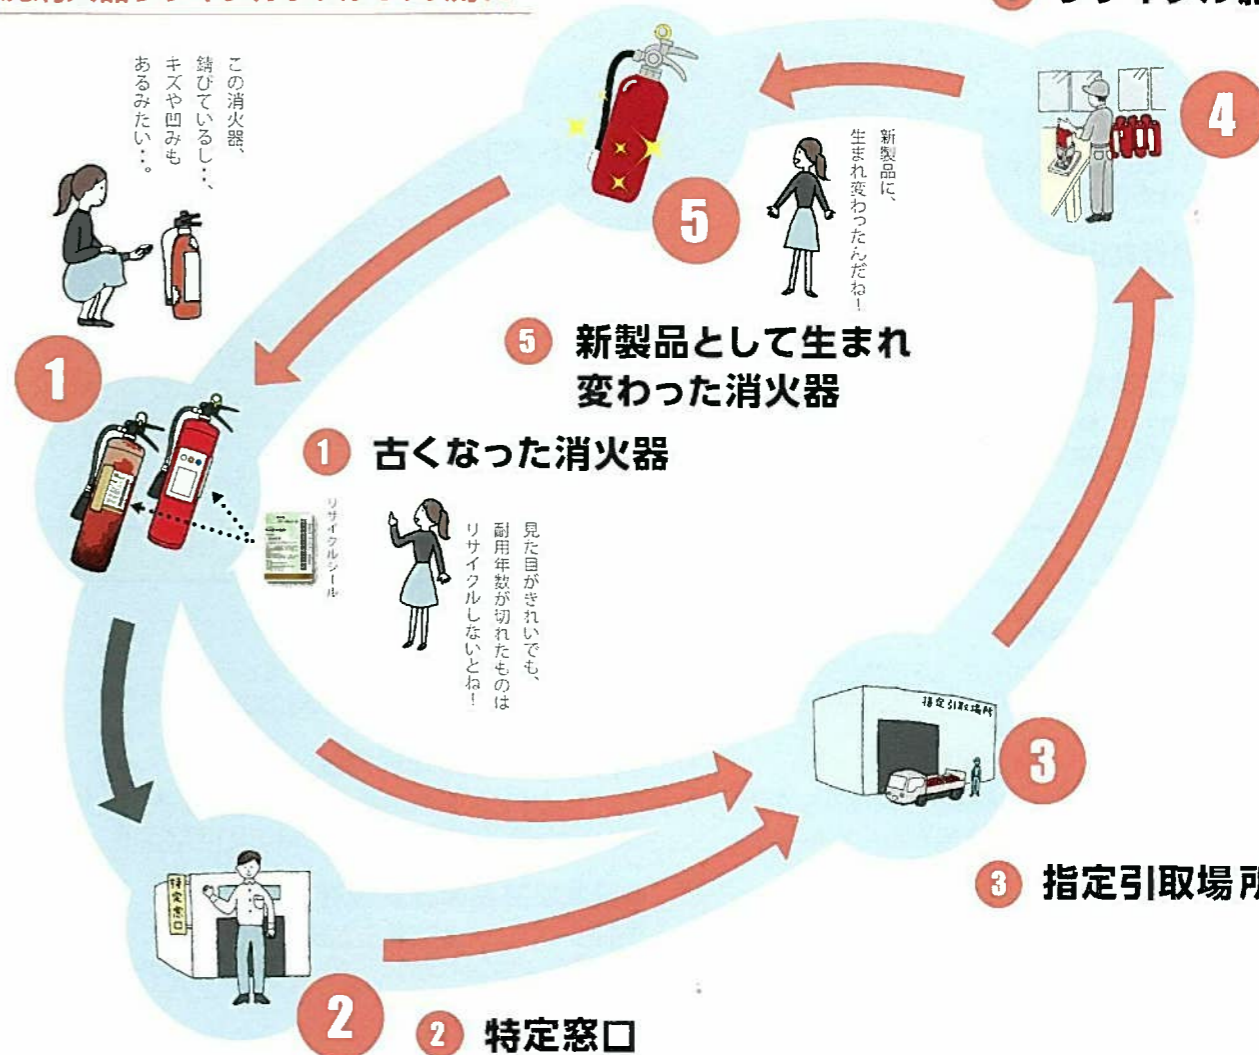 この消火器、
錆びているし…、
キズや凹みも
あるみたい…。
1
5
新製品に、
生まれ変わったんだね！
4
5 新製品として生まれ
変わった消火器
1 古くなった消火器
リサイクルシール
見た目がきれいでも、
耐用年数が切れたものは
リサイクルしないとね！
指定引取場所
3
3 指定引取場所
特定窓口
2
2 特定窓口